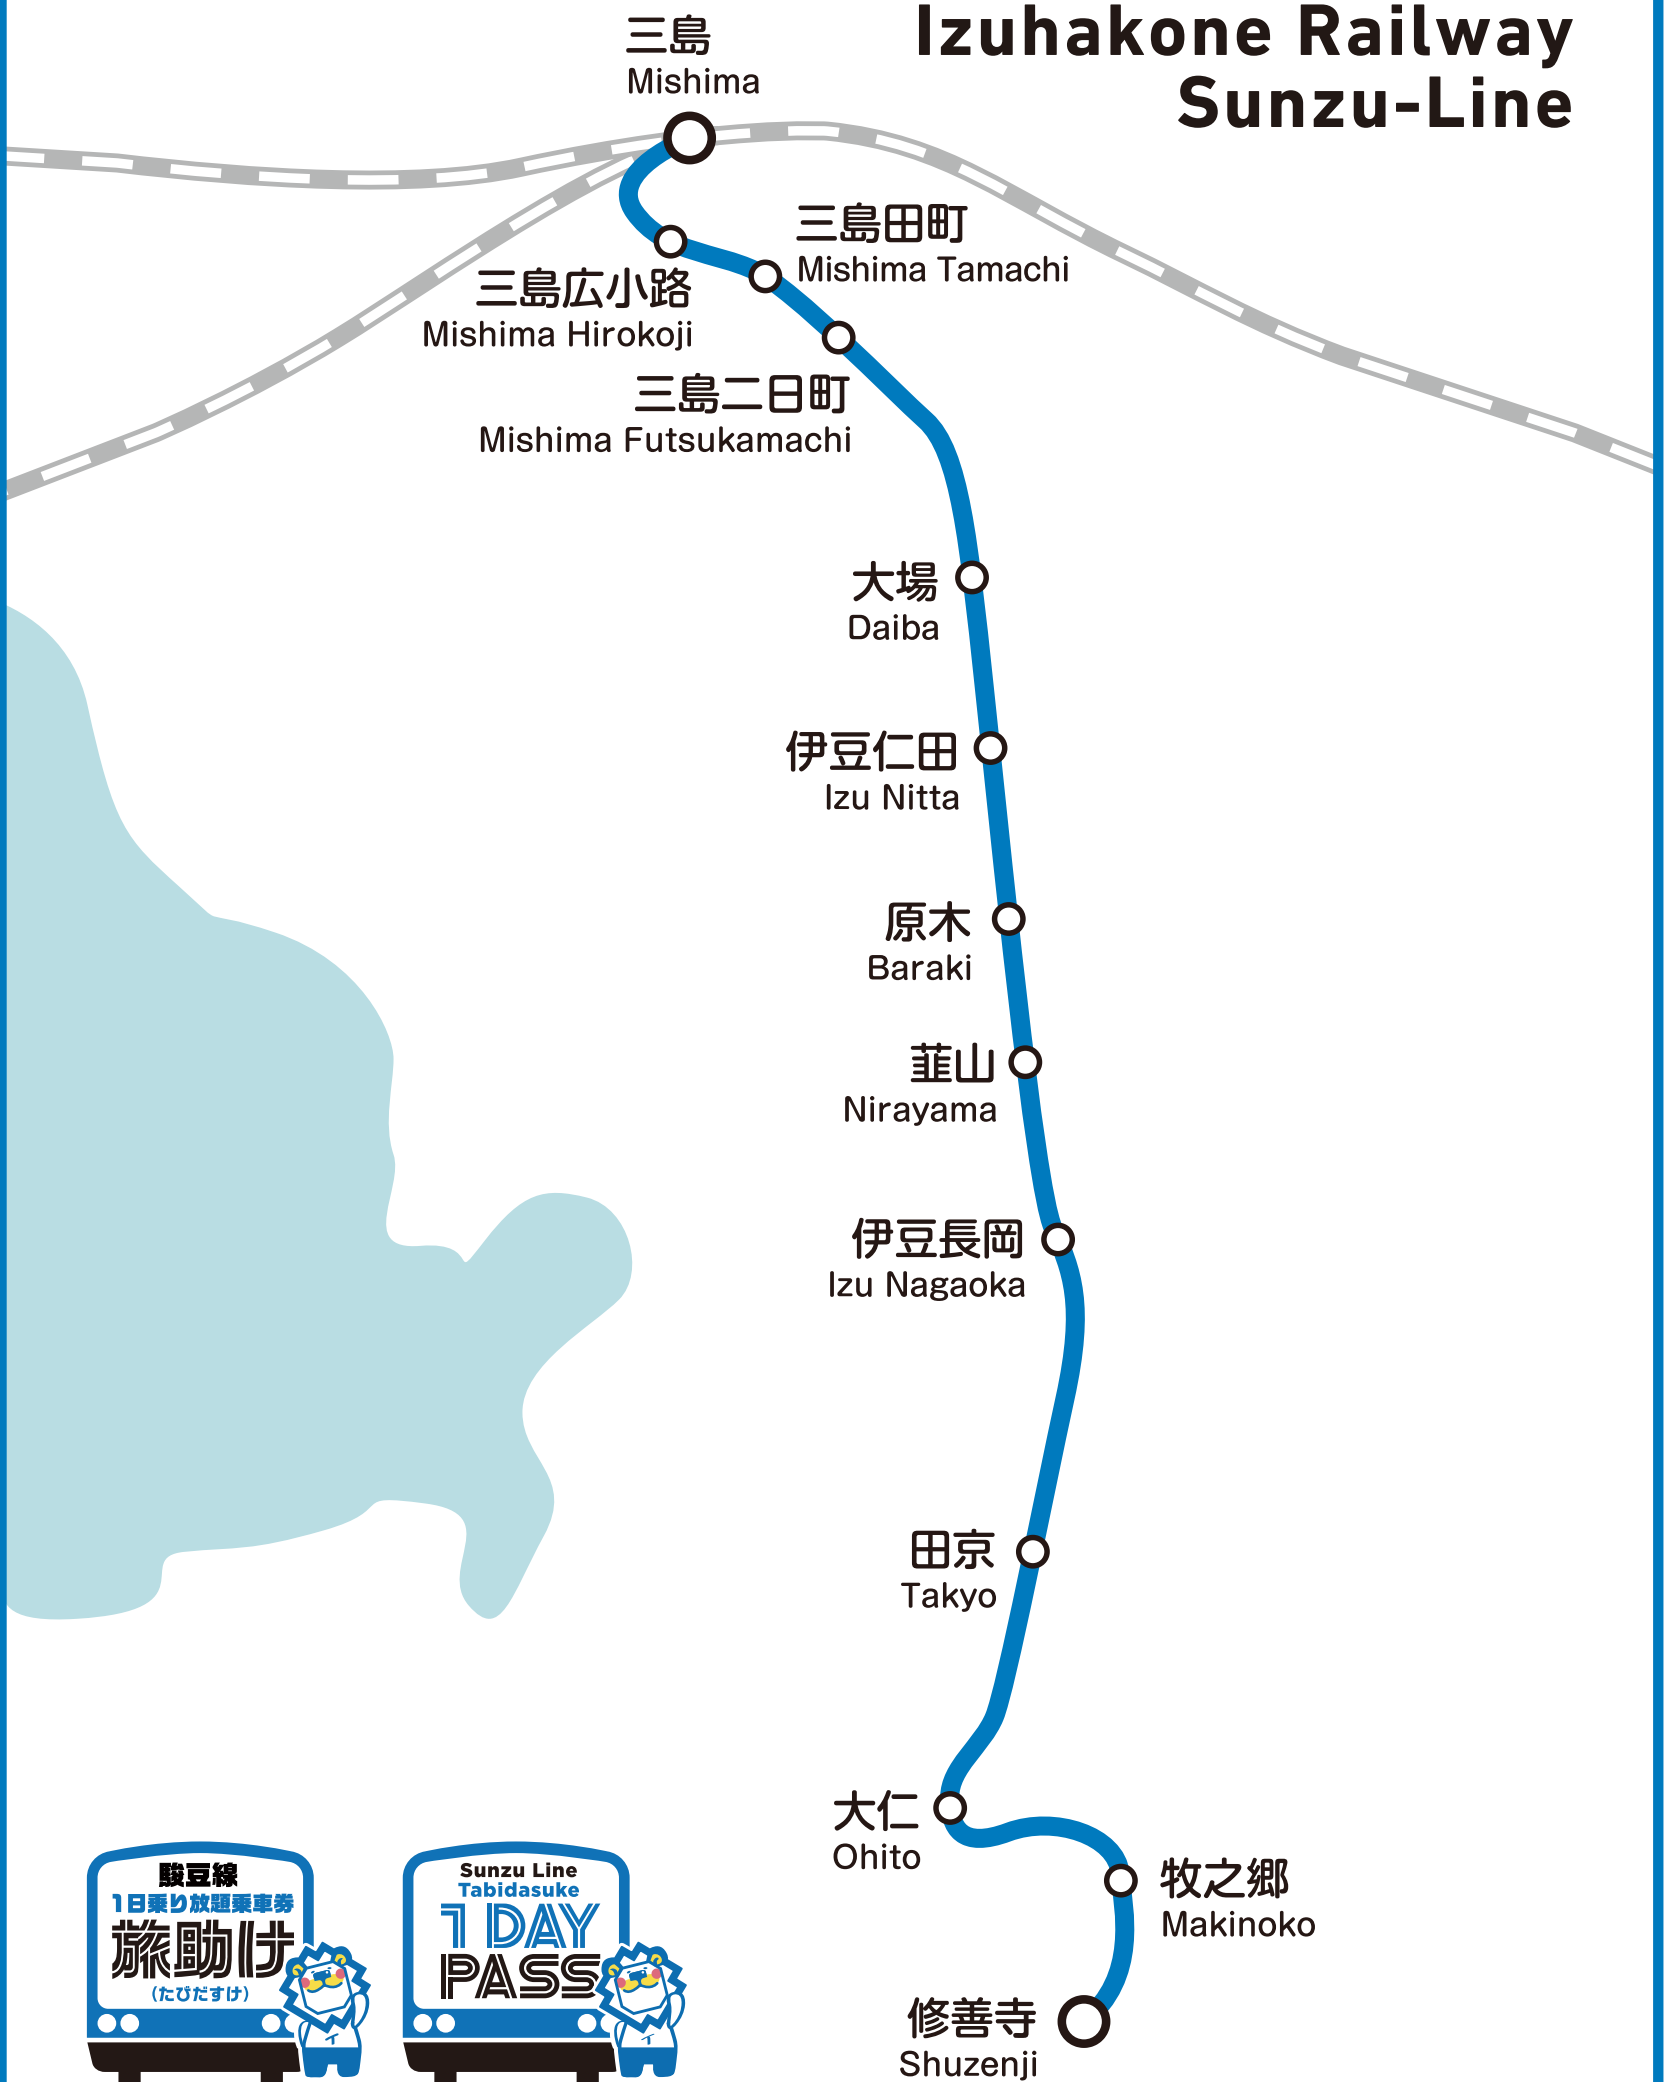 Izuhakone Railway
Sunzu-Line
三島
Mishima
三島田町
Mishima Tamachi
三島広小路
Mishima Hirokoji
三島二日町
Mishima Futsukamachi
大場
Daiba
伊豆仁田
Izu Nitta
原木
Baraki
韮山
Nirayama
伊豆長岡
Izu Nagaoka
田京
Takyo
大仁
Ohito
牧之郷
Makinoko
修善寺
Shuzenji
駿豆線
1日乗り放題乗車券
旅助け
(たびだすけ)
Sunzu Line
Tabidasuke
1 DAY
PASS